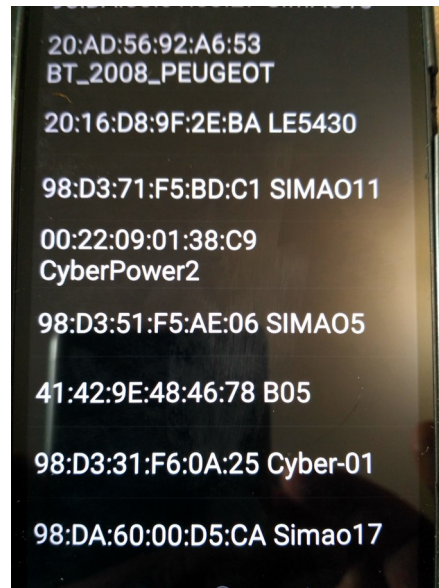 20:AD:56:92:A6:53
BT_2008_PEUGEOT
20:16:D8:9F:2E:BA LE5430
98:D3:71:F5:BD:C1 SIMAO11
00:22:09:01:38:C9
CyberPower2
98:D3:51:F5:AE:06 SIMAO5
41:42:9E:48:46:78 B05
98:D3:31:F6:0A:25 Cyber-01
98:DA:60:00:D5:CA Simao17